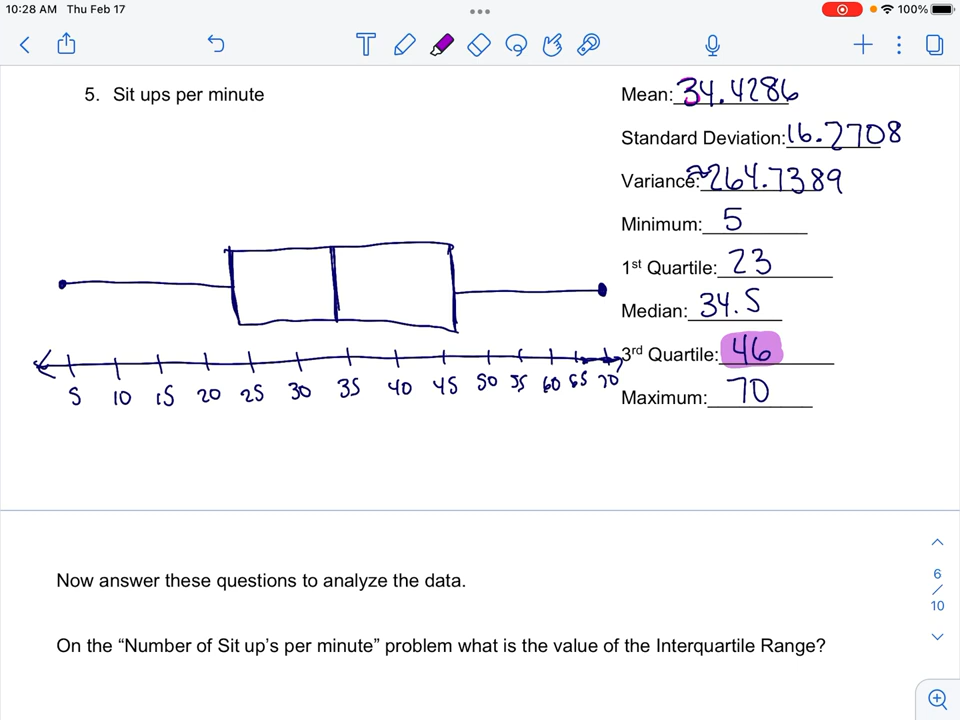 10:28 AM Thu Feb 17
100%
T
5. Sit ups per minute
Mean: 34.4286
Standard Deviation: 16.2708
Variance: ≈264.7389
Minimum: 5
1st Quartile: 23
Median: 34.5
3rd Quartile: 46
Maximum: 70
5 10 15 20 25 30 35 40 45 50 55 60 65 70
Now answer these questions to analyze the data.
6
/
10
On the “Number of Sit up’s per minute” problem what is the value of the Interquartile Range?